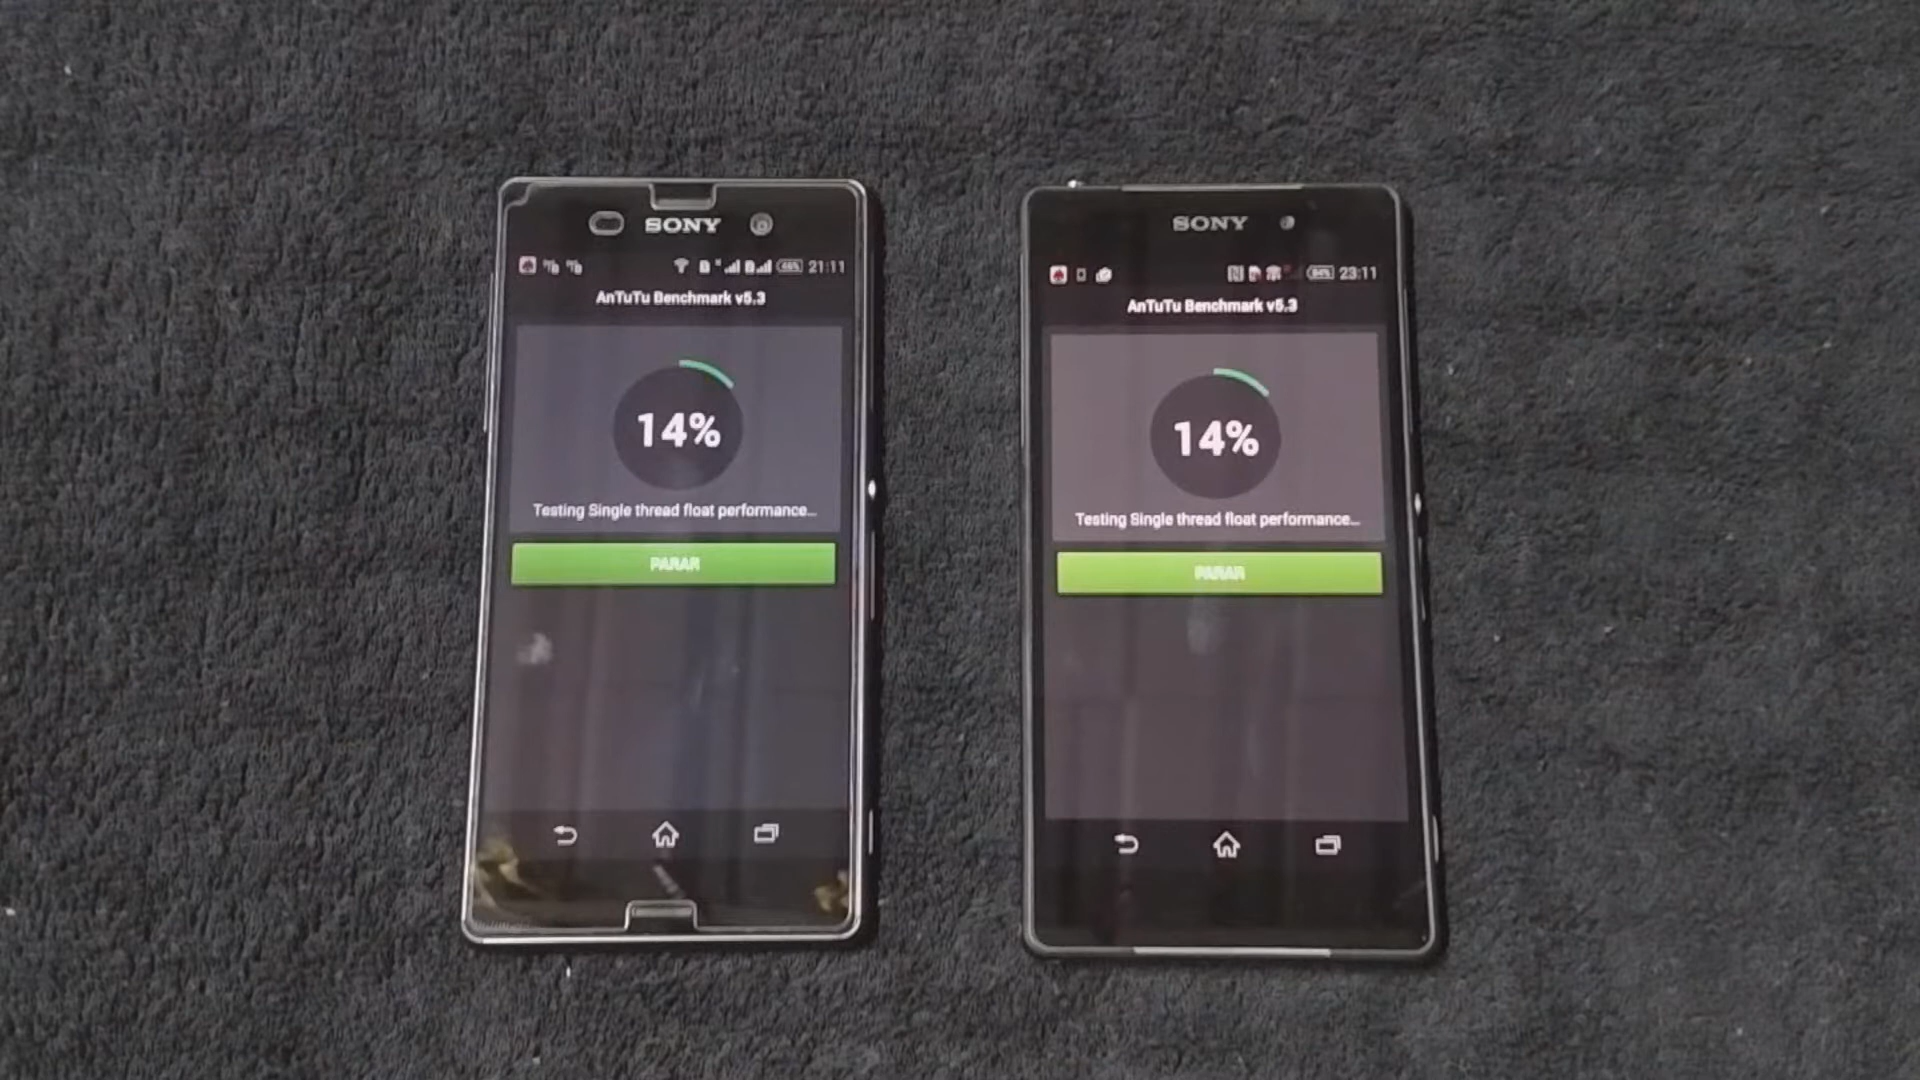 SONY
21:11
AnTuTu Benchmark v5.3
14%
Testing Single thread float performance...
PARAR
SONY
23:11
AnTuTu Benchmark v5.3
14%
Testing Single thread float performance...
PARAR